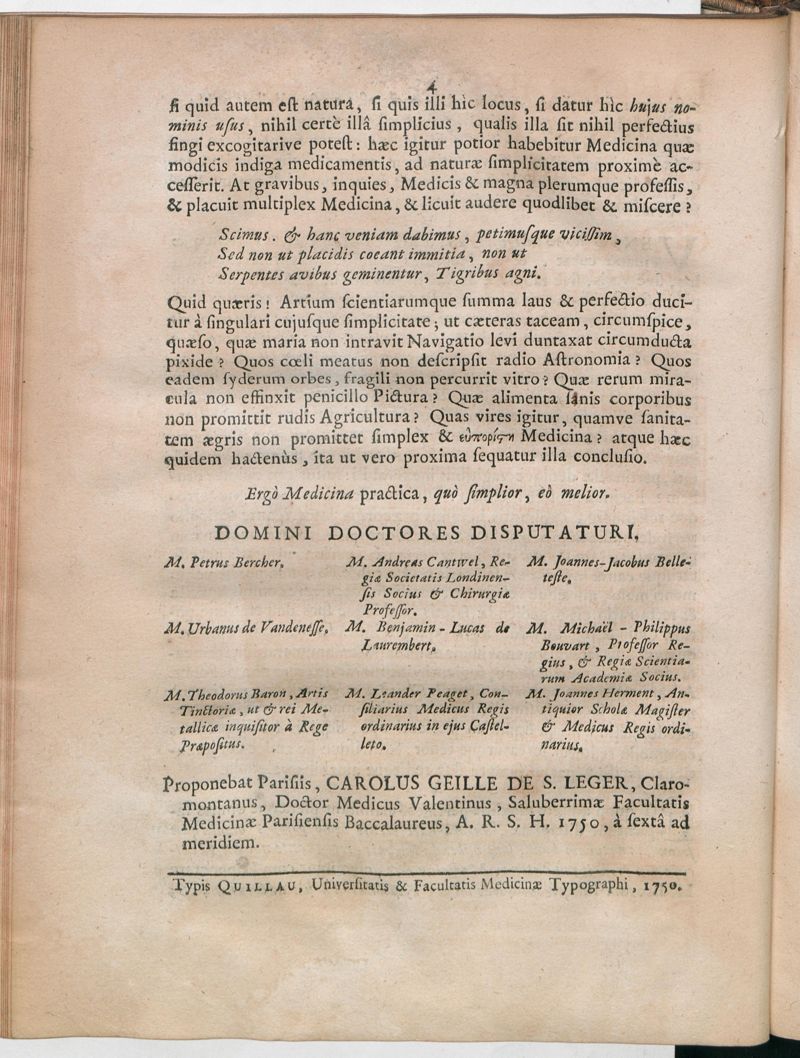 4
ſi quid autem eſt naturâ, ſi quis illi hìc locus, ſi datur hìc hujus no-
minis uſus, nihil certè illâ ſimplicius, qualis illa ſit nihil perfectius
fingi excogitarive poteſt: hæc igitur potior habebitur Medicina quæ
modicis indiga medicamentis, ad naturæ ſimplicitatem proximè ac-
ceſſerit. At gravibus, inquies, Medicis & magna plerumque profeſſis,
& placuit multiplex Medicina, & licuit audere quodlibet & miſcere?
Scimus. & hanc veniam dabimus, petimuſque viciſſim,
Sed non ut placidis coeant immitia, non ut
Serpentes avibus geminentur, Tigribus agni.
Quid quæris! Artium ſcientiarumque ſumma laus & perfectio duci-
tur à ſingulari cujuſque ſimplicitate; ut cæteras taceam, circumſpice,
quæſo, quæ maria non intravit Navigatio levi duntaxat circumducta
pixide? Quos cœli meatus non deſcripſit radio Aſtronomia? Quos
eadem ſyderum orbes, fragili non percurrit vitro? Quæ rerum mira-
cula non effinxit penicillo Pictura? Quæ alimenta ſanis corporibus
non promittit rudis Agricultura? Quas vires igitur, quamve ſanita-
tem ægris non promittet ſimplex & εὐπορίστη Medicina? atque hæc
quidem hactenùs, ita ut vero proxima ſequatur illa concluſio.
Ergò Medicina practica, quò ſimplior, eò melior.
DOMINI DOCTORES DISPUTATURI,
M. Petrus Bercher,
M. Andreas Cantwel, Re-
giæ Societatis Londinen-
ſis Socius & Chirurgiæ
Profeſſor.
M. Joannes-Jacobus Belle-
teſte,
M. Urbanus de Vandeneſſe,
M. Benjamin-Lucas de
Laurembert,
M. Michaël-Philippus
Bouvart, Profeſſor Re-
gius, & Regiæ Scientia-
rum Academiæ Socius.
M. Theodorus Baron, Artis
Tinctoriæ, ut & rei Me-
tallicæ inquiſitor à Rege
Præpoſitus.
M. Leander Peaget, Con-
ſiliarius Medicus Regis
ordinarius in ejus Caſtel-
leto,
M. Joannes Herment, An-
tiquior Scholæ Magiſter
& Medicus Regis ordi-
narius,
Proponebat Pariſiis, CAROLUS GEILLE DE S. LEGER, Claro-
montanus, Doctor Medicus Valentinus, Saluberrimæ Facultatis
Medicinæ Pariſienſis Baccalaureus, A. R. S. H. 1750, à ſextâ ad
meridiem.
Typis QUILLAU, Univerſitatis & Facultatis Medicinæ Typographi, 1750.